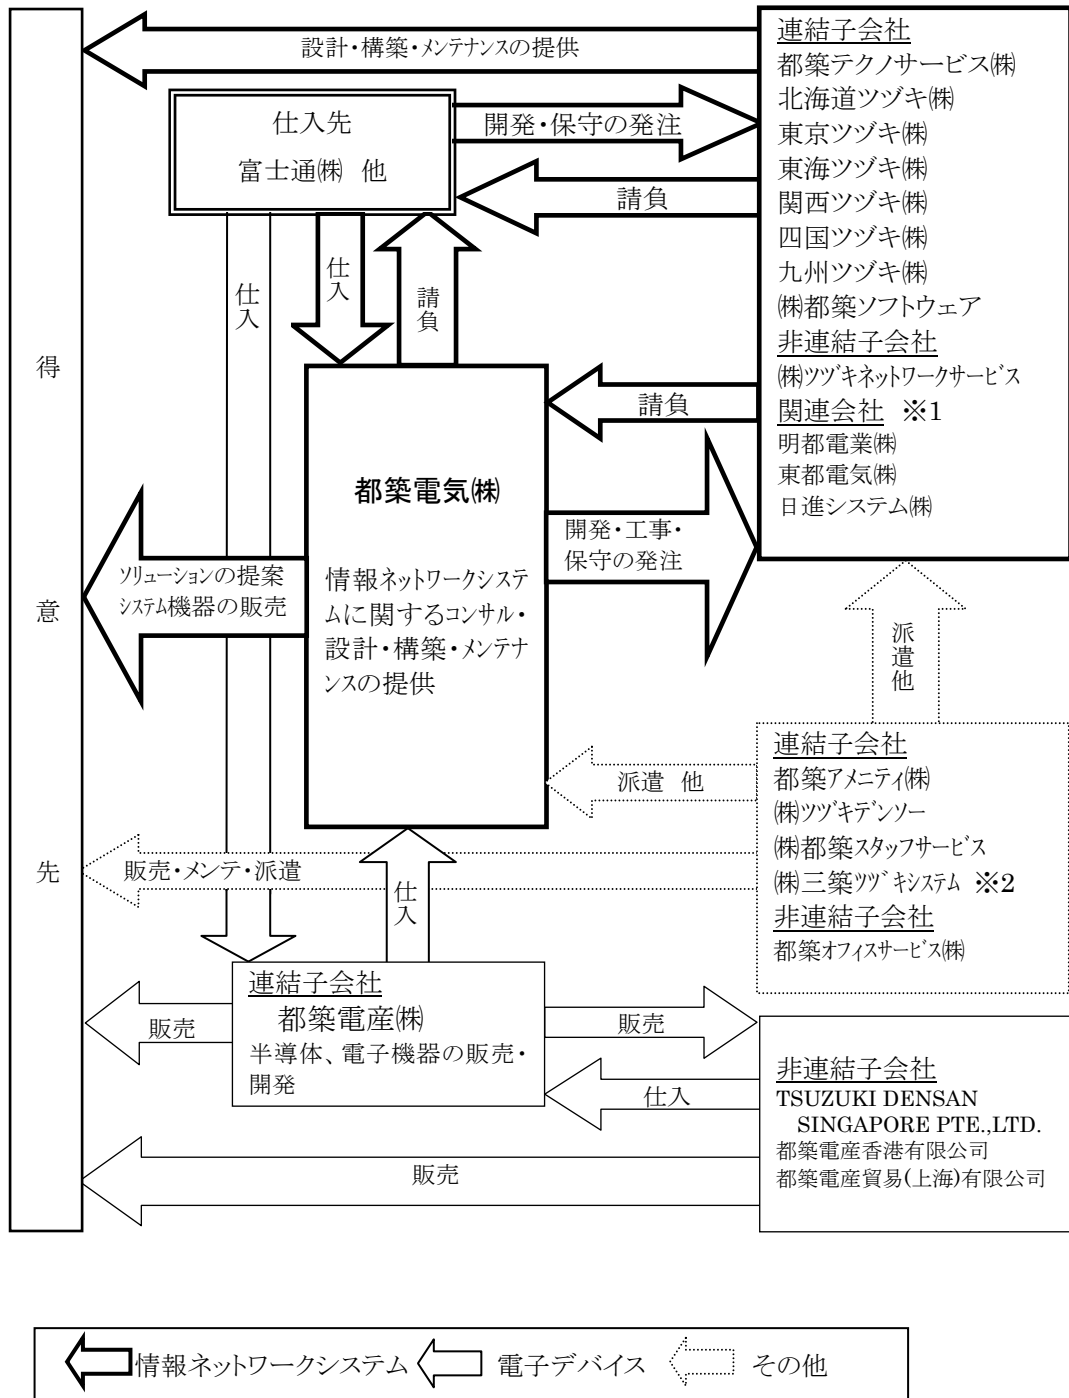 設計・構築・メンテナンスの提供
連結子会社
都築テクノサービス㈱
北海道ツヅキ㈱
東京ツヅキ㈱
東海ツヅキ㈱
関西ツヅキ㈱
四国ツヅキ㈱
九州ツヅキ㈱
㈱都築ソフトウェア
非連結子会社
㈱ツヅキネットワークサービス
関連会社 ※1
明都電業㈱
東都電気㈱
日進システム㈱
仕入先
富士通㈱ 他
開発・保守の発注
請負
仕入
仕入
請負
得意先
請負
都築電気㈱
情報ネットワークシステ
ムに関するコンサル・
設計・構築・メンテナ
ンスの提供
開発・工事・
保守の発注
ソリューションの提案
システム機器の販売
派遣他
連結子会社
都築アメニティ㈱
㈱ツヅキデンソー
㈱都築スタッフサービス
㈱三築ツヅキシステム ※2
非連結子会社
都築オフィスサービス㈱
派遣 他
販売・メンテ・派遣
仕入
連結子会社
都築電産㈱
半導体、電子機器の販売・
開発
販売
販売
仕入
販売
非連結子会社
TSUZUKI DENSAN
SINGAPORE PTE.,LTD.
都築電産香港有限公司
都築電産貿易(上海)有限公司
情報ネットワークシステム 電子デバイス その他